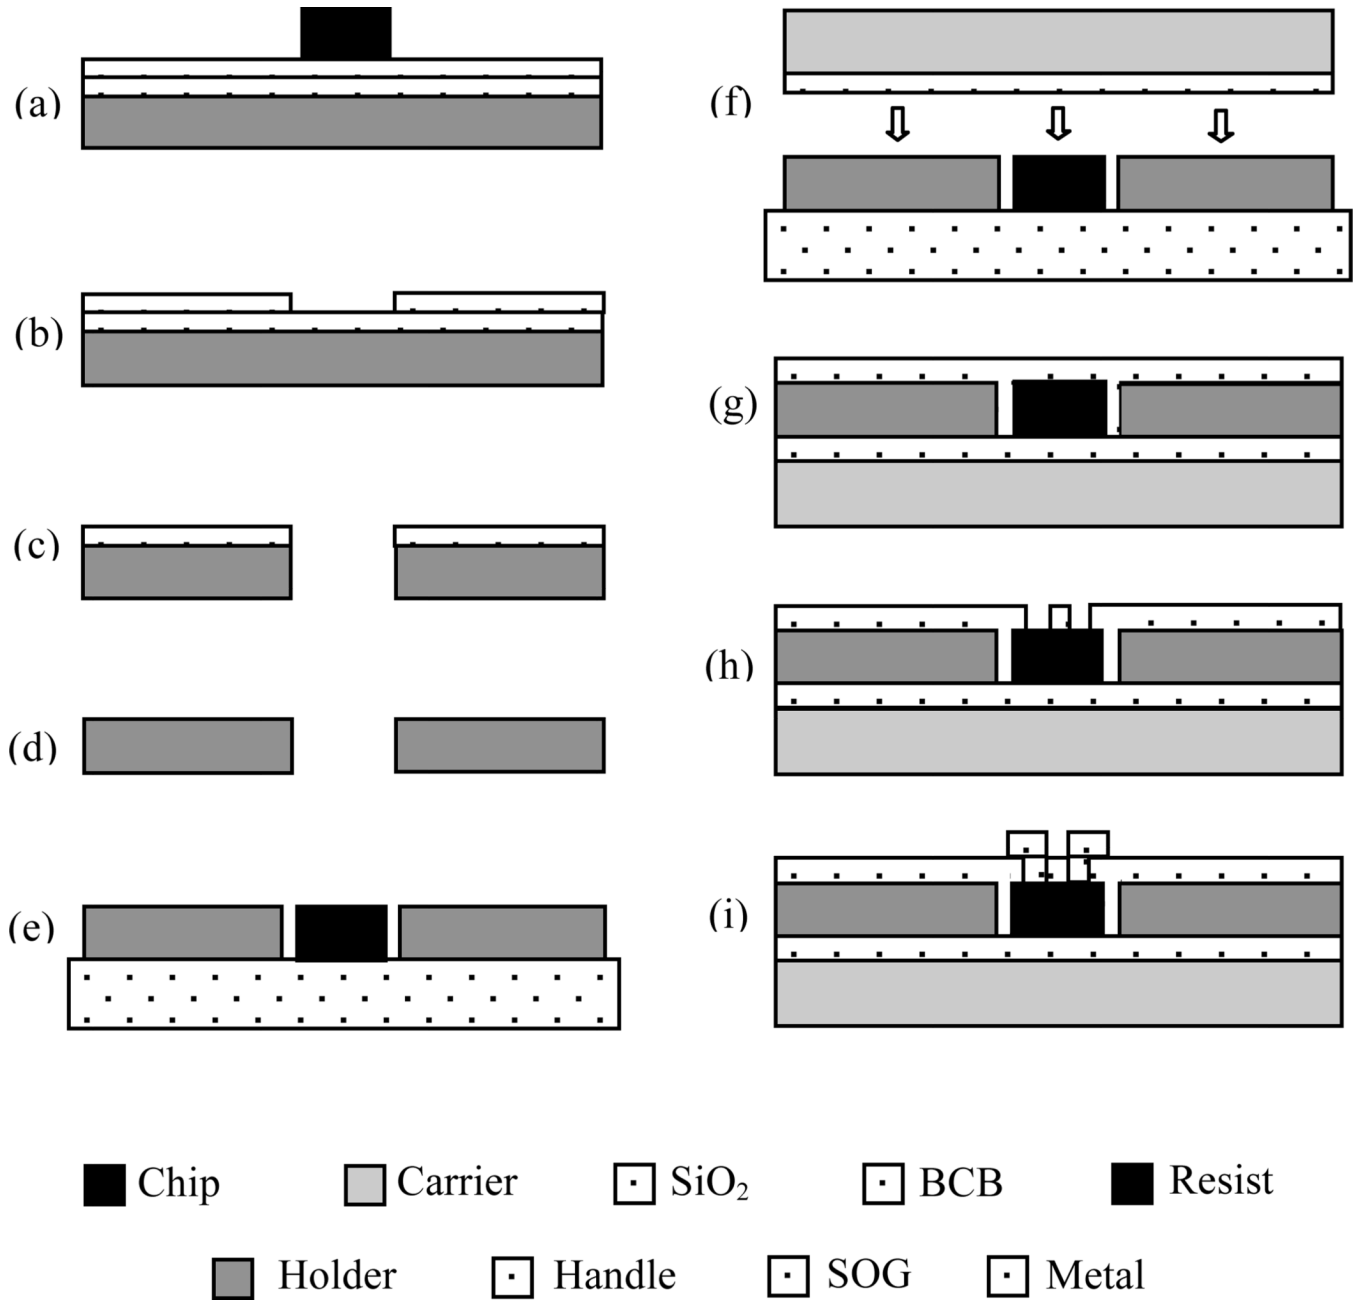 (a)
(b)
(c)
(d)
(e)
(f)
(g)
(h)
(i)
Chip Carrier SiO₂ BCB Resist
Holder Handle SOG Metal